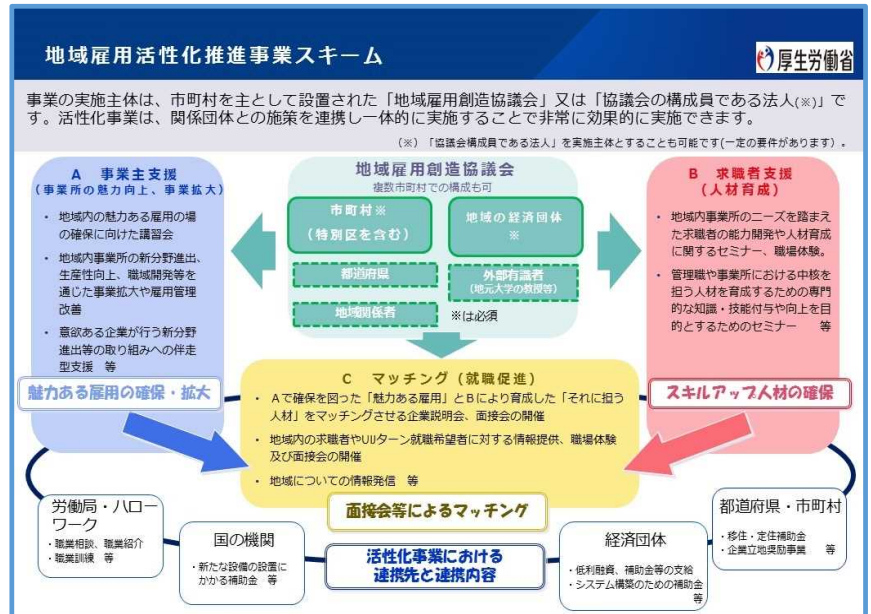 地域雇用活性化推進事業スキーム
厚生労働省
事業の実施主体は、市町村を主として設置された「地域雇用創造協議会」又は「協議会の構成員である法人(※)」で
す。活性化事業は、関係団体との施策を連携し一体的に実施することで非常に効果的に実施できます。
(※)「協議会構成員である法人」を実施主体とすることも可能です(一定の要件があります)。
A 事業主支援
(事業所の魅力向上、事業拡大)
・ 地域内の魅力ある雇用の場
の確保に向けた講習会
・ 地域内事業所の新分野進出、
生産性向上、職域開発等を
通じた事業拡大や雇用管理
改善
・ 意欲ある企業が行う新分野
進出等の取り組みへの伴走
型支援 等
魅力ある雇用の確保・拡大
地域雇用創造協議会
複数市町村での構成も可
市町村※
(特別区を含む)
地域の経済団体
※
都道府県
外部有識者
(地元大学の教授等)
地域関係者
※は必須
B 求職者支援
(人材育成)
・ 地域内事業所のニーズを踏まえ
た求職者の能力開発や人材育成
に関するセミナー、職場体験。
・ 管理職や事業所における中核を
担う人材を育成するための専門
的な知識・技能付与や向上を目
的とするためのセミナー 等
スキルアップ人材の確保
C マッチング(就職促進)
・ Aで確保を図った「魅力ある雇用」とBにより育成した「それに担う
人材」をマッチングさせる企業説明会、面接会の開催
・ 地域内の求職者やUIJターン就職希望者に対する情報提供、職場体験
及び面接会の開催
・ 地域についての情報発信 等
面接会等によるマッチング
労働局・ハロー
ワーク
・職業相談、職業紹介
・職業訓練 等
国の機関
・新たな設備の設置に
かかる補助金 等
活性化事業における
連携先と連携内容
経済団体
・低利融資、補助金等の支給
・システム構築のための補助金
等
都道府県・市町村
・移住・定住補助金
・企業立地奨励事業 等